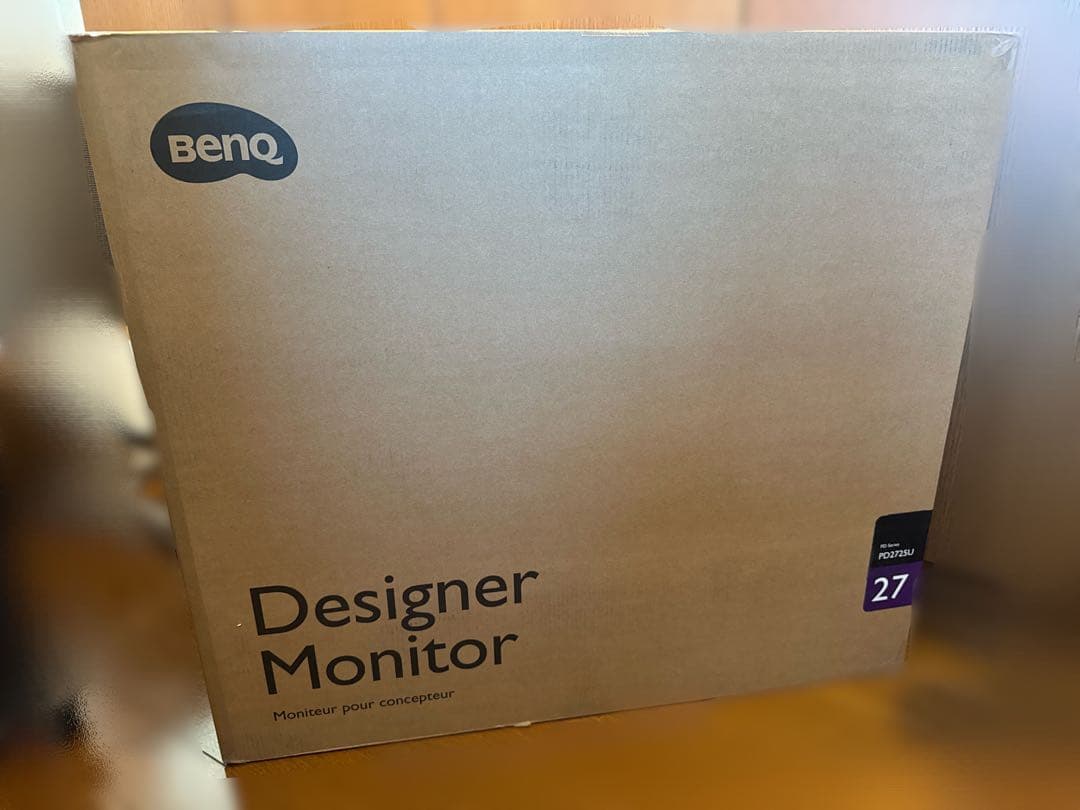 BenQ
Designer
Monitor
Moniteur pour concepteur
PD Series
PD2725U
27